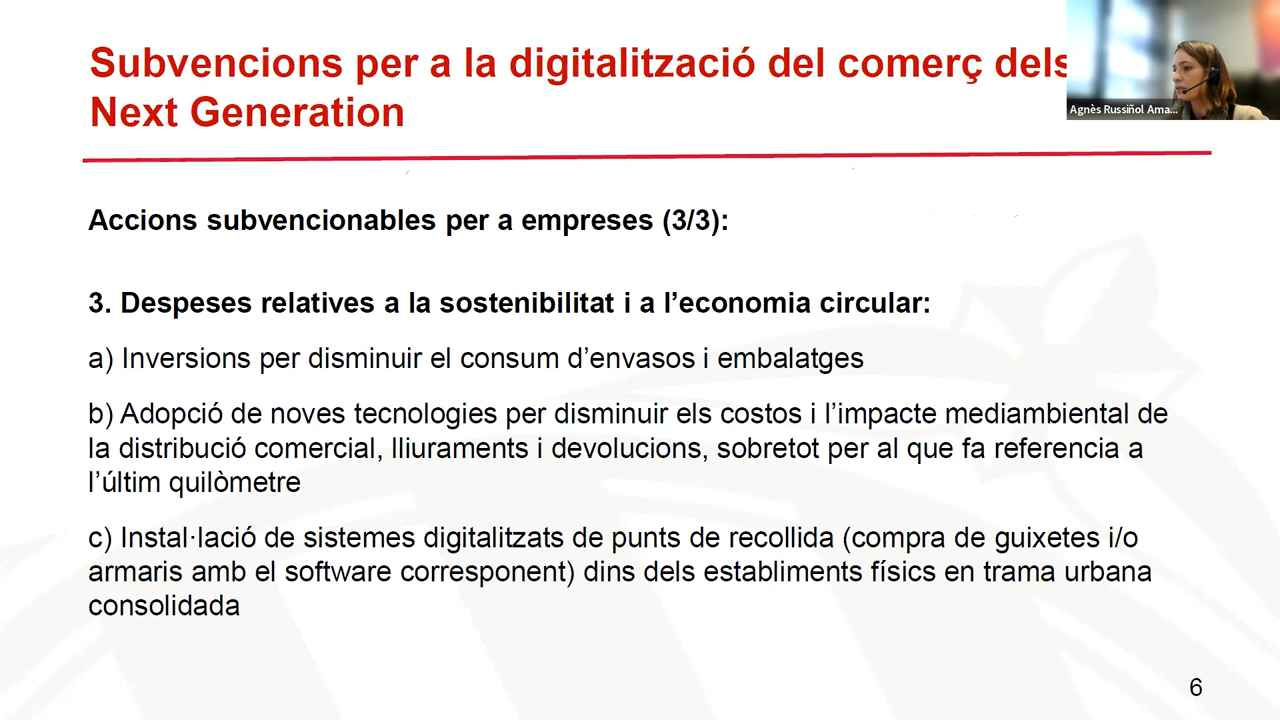 Subvencions per a la digitalització del comerç dels
Next Generation
Agnès Russiñol Ama...
Accions subvencionables per a empreses (3/3):
3. Despeses relatives a la sostenibilitat i a l’economia circular:
a) Inversions per disminuir el consum d’envasos i embalatges
b) Adopció de noves tecnologies per disminuir els costos i l’impacte mediambiental de
la distribució comercial, lliuraments i devolucions, sobretot per al que fa referencia a
l’últim quilòmetre
c) Instal·lació de sistemes digitalitzats de punts de recollida (compra de guixetes i/o
armaris amb el software corresponent) dins dels establiments físics en trama urbana
consolidada
6